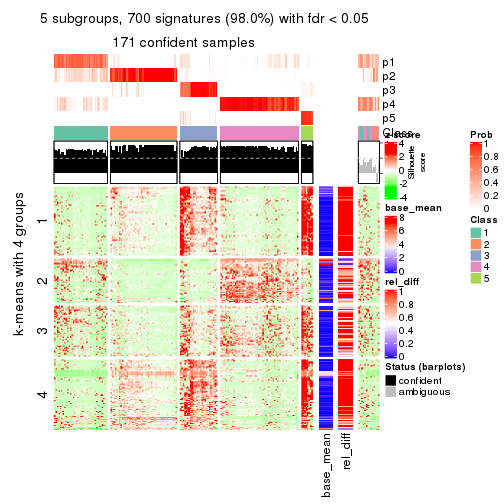 5 subgroups, 700 signatures (98.0%) with fdr < 0.05
171 confident samples
p1
p2
p3
p4
p5
Class
Silhouette
score
k-means with 4 groups
1
2
3
4
base_mean
rel_diff
z-score
4
2
0
-2
-4
base_mean
8
6
4
2
0
rel_diff
1
0.8
0.6
0.4
0.2
0
Status (barplots)
confident
ambiguous
Prob
1
0.8
0.6
0.4
0.2
0
Class
1
2
3
4
5